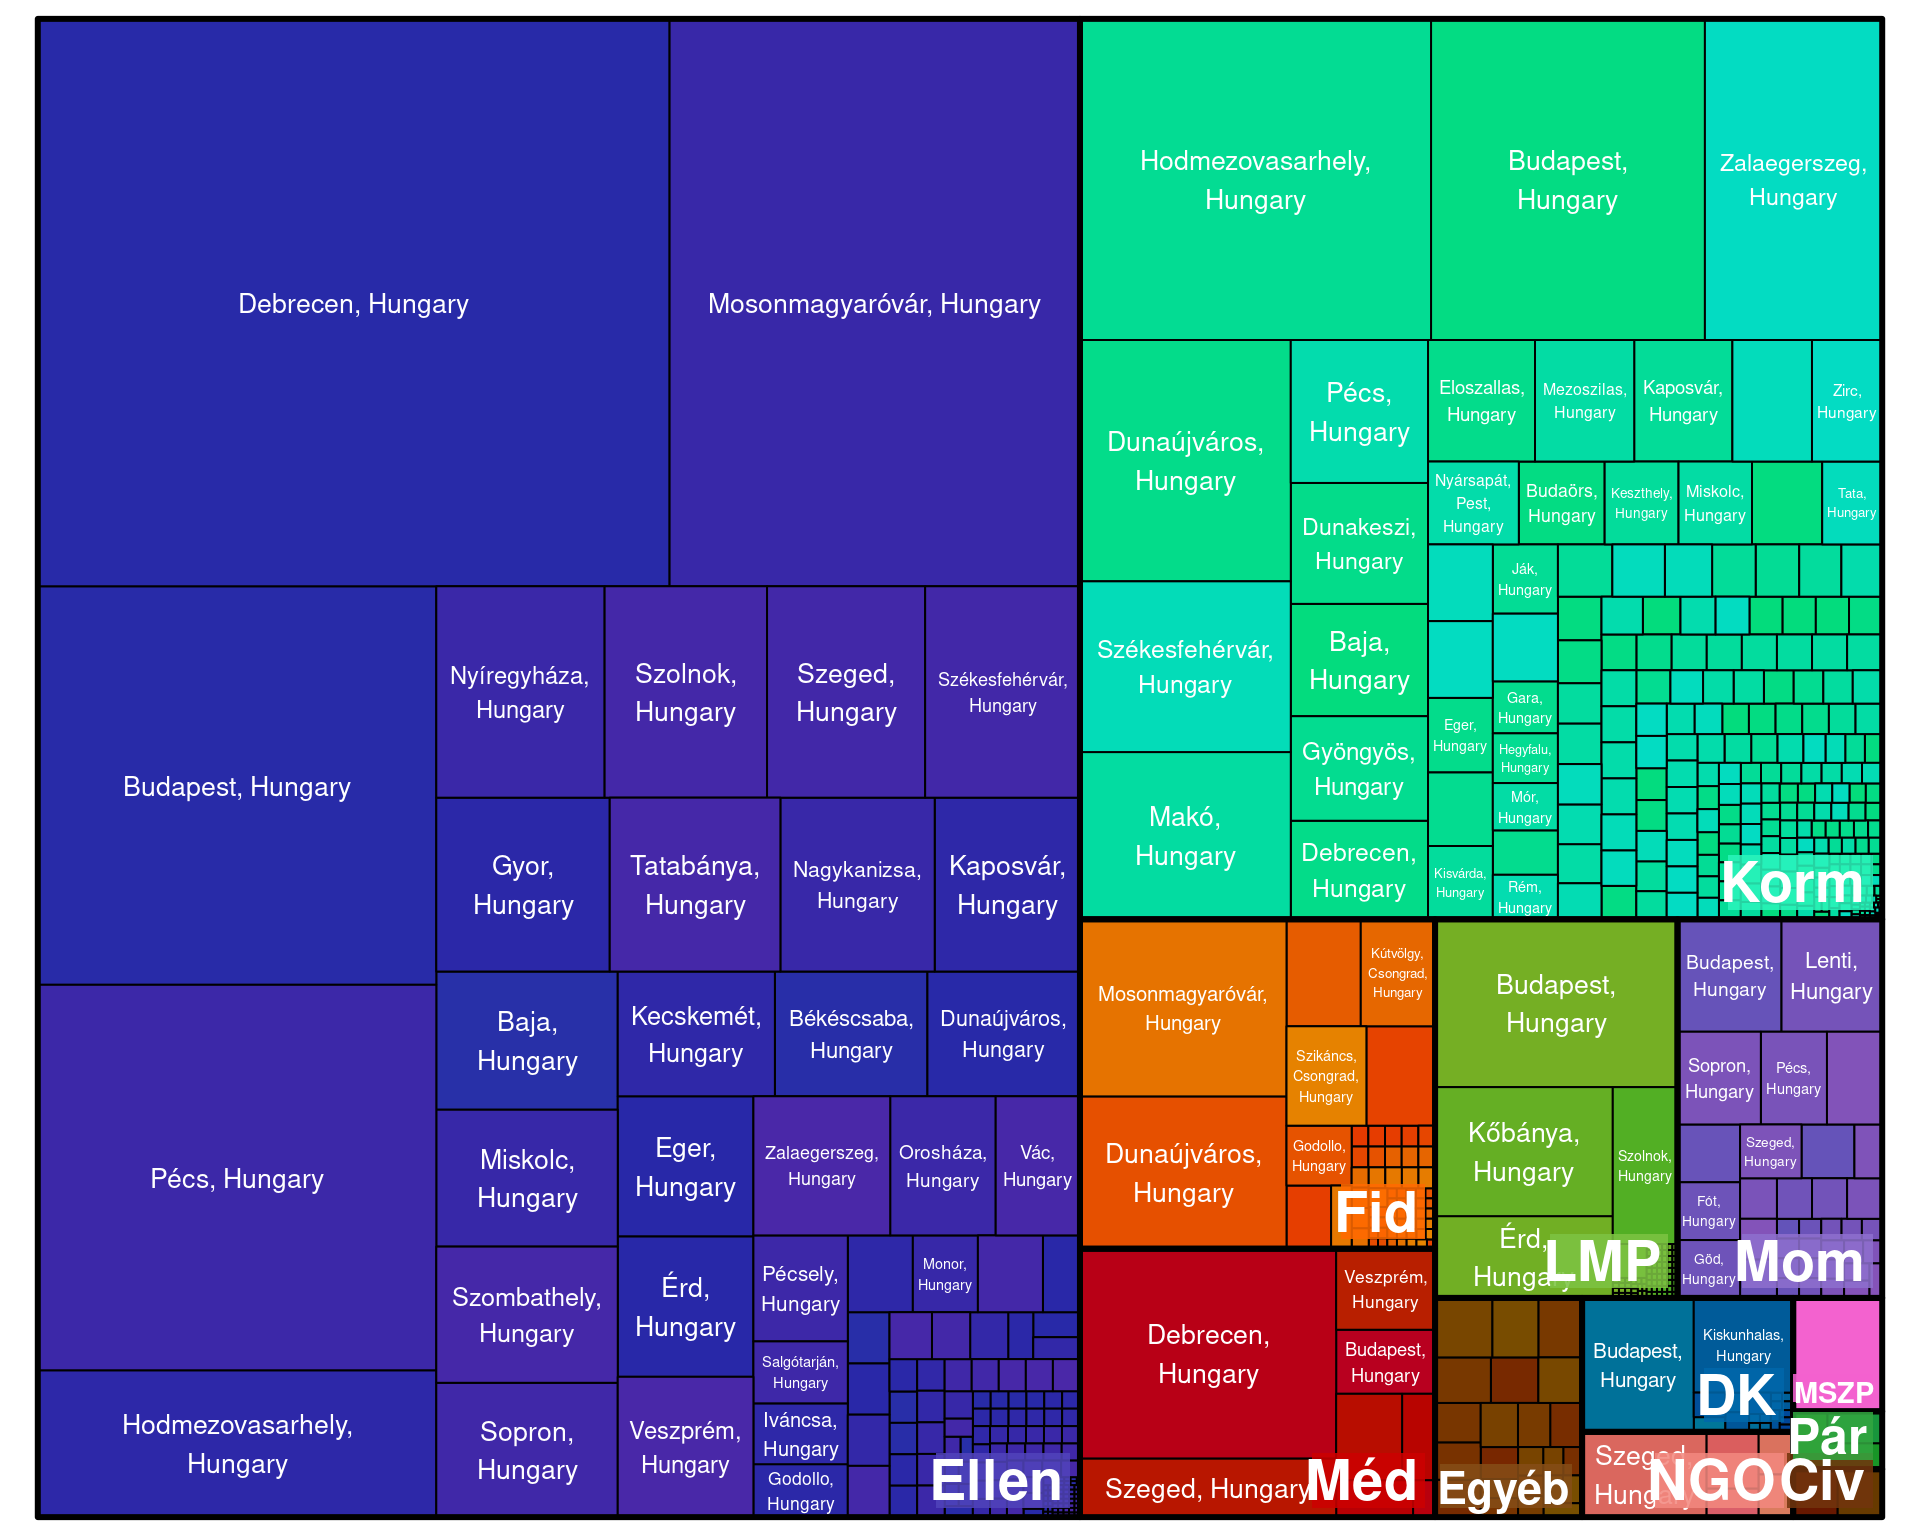 Debrecen, Hungary
Mosonmagyaróvár, Hungary
Budapest, Hungary
Pécs, Hungary
Hodmezovasarhely,
Hungary
Nyíregyháza,
Hungary
Szolnok,
Hungary
Szeged,
Hungary
Székesfehérvár,
Hungary
Gyor,
Hungary
Tatabánya,
Hungary
Nagykanizsa,
Hungary
Kaposvár,
Hungary
Baja,
Hungary
Miskolc,
Hungary
Szombathely,
Hungary
Sopron,
Hungary
Kecskemét,
Hungary
Békéscsaba,
Hungary
Dunaújváros,
Hungary
Eger,
Hungary
Érd,
Hungary
Veszprém,
Hungary
Zalaegerszeg,
Hungary
Orosháza,
Hungary
Vác,
Hungary
Pécsely,
Hungary
Monor,
Hungary
Salgótarján,
Hungary
Iváncsa,
Hungary
Godollo,
Hungary
Ellen
Hodmezovasarhely,
Hungary
Budapest,
Hungary
Zalaegerszeg,
Hungary
Dunaújváros,
Hungary
Székesfehérvár,
Hungary
Makó,
Hungary
Pécs,
Hungary
Dunakeszi,
Hungary
Baja,
Hungary
Gyöngyös,
Hungary
Debrecen,
Hungary
Eloszallas,
Hungary
Mezoszilas,
Hungary
Kaposvár,
Hungary
Zirc,
Hungary
Nyársapát,
Pest,
Hungary
Budaörs,
Hungary
Keszthely,
Hungary
Miskolc,
Hungary
Tata,
Hungary
Ják,
Hungary
Gara,
Hungary
Eger,
Hungary
Hegyfalu,
Hungary
Mór,
Hungary
Kisvárda,
Hungary
Rém,
Hungary
Korm
Mosonmagyaróvár,
Hungary
Dunaújváros,
Hungary
Kútvölgy,
Csongrad,
Hungary
Szikáncs,
Csongrad,
Hungary
Godollo,
Hungary
Fid
Debrecen,
Hungary
Szeged, Hungary
Veszprém,
Hungary
Budapest,
Hungary
Méd
Budapest,
Hungary
Kőbánya,
Hungary
Szolnok,
Hungary
Érd,
Hungary
LMP
Budapest,
Hungary
Lenti,
Hungary
Sopron,
Hungary
Pécs,
Hungary
Szeged,
Hungary
Fót,
Hungary
Göd,
Hungary
Mom
Egyéb
Budapest,
Hungary
Kiskunhalas,
Hungary
DK
MSZP
Pár
Szeged,
Hungary
NGO
Civ